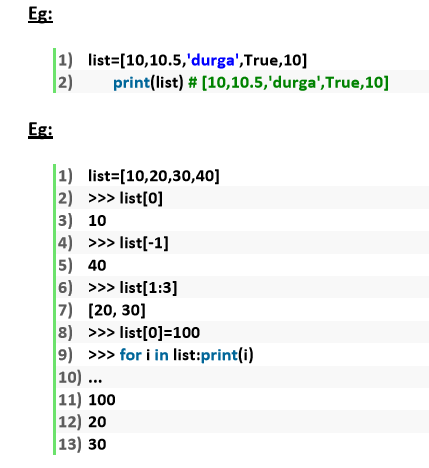 Eg:
1) list=[10,10.5,'durga',True,10]
2) print(list) # [10,10.5,'durga',True,10]
Eg:
1) list=[10,20,30,40]
2) >>> list[0]
3) 10
4) >>> list[-1]
5) 40
6) >>> list[1:3]
7) [20, 30]
8) >>> list[0]=100
9) >>> for i in list:print(i)
10) ...
11) 100
12) 20
13) 30